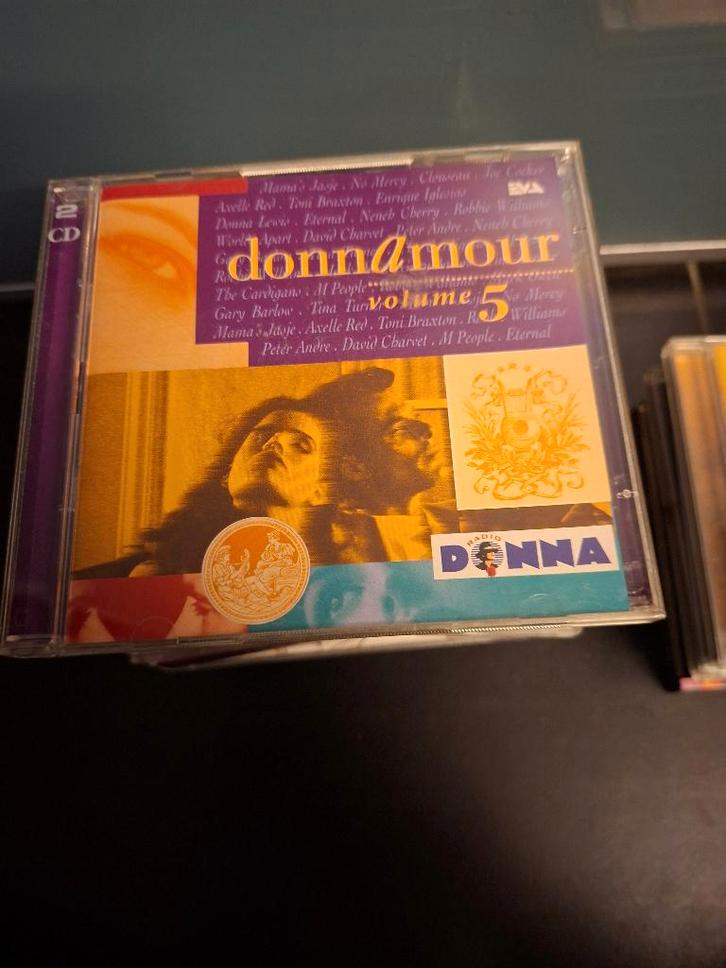 2
CD
Mama's Jasje . No Mercy . Clouseau . Joe Cocker
EVA
Axelle Red . Toni Braxton . Enrique Iglesias
Donna Lewis . Eternal . Neneh Cherry . Robbie Williams
Worlds Apart . David Charvet . Peter Andre . Neneh Cherry
donnamour
The Cardigans . M People .
volume 5
Gary Barlow . Tina No Mercy
Mama's Jasje . Axelle Red . Toni Braxton . Williams
Peter Andre . David Charvet . M People . Eternal
RADIO
DONNA